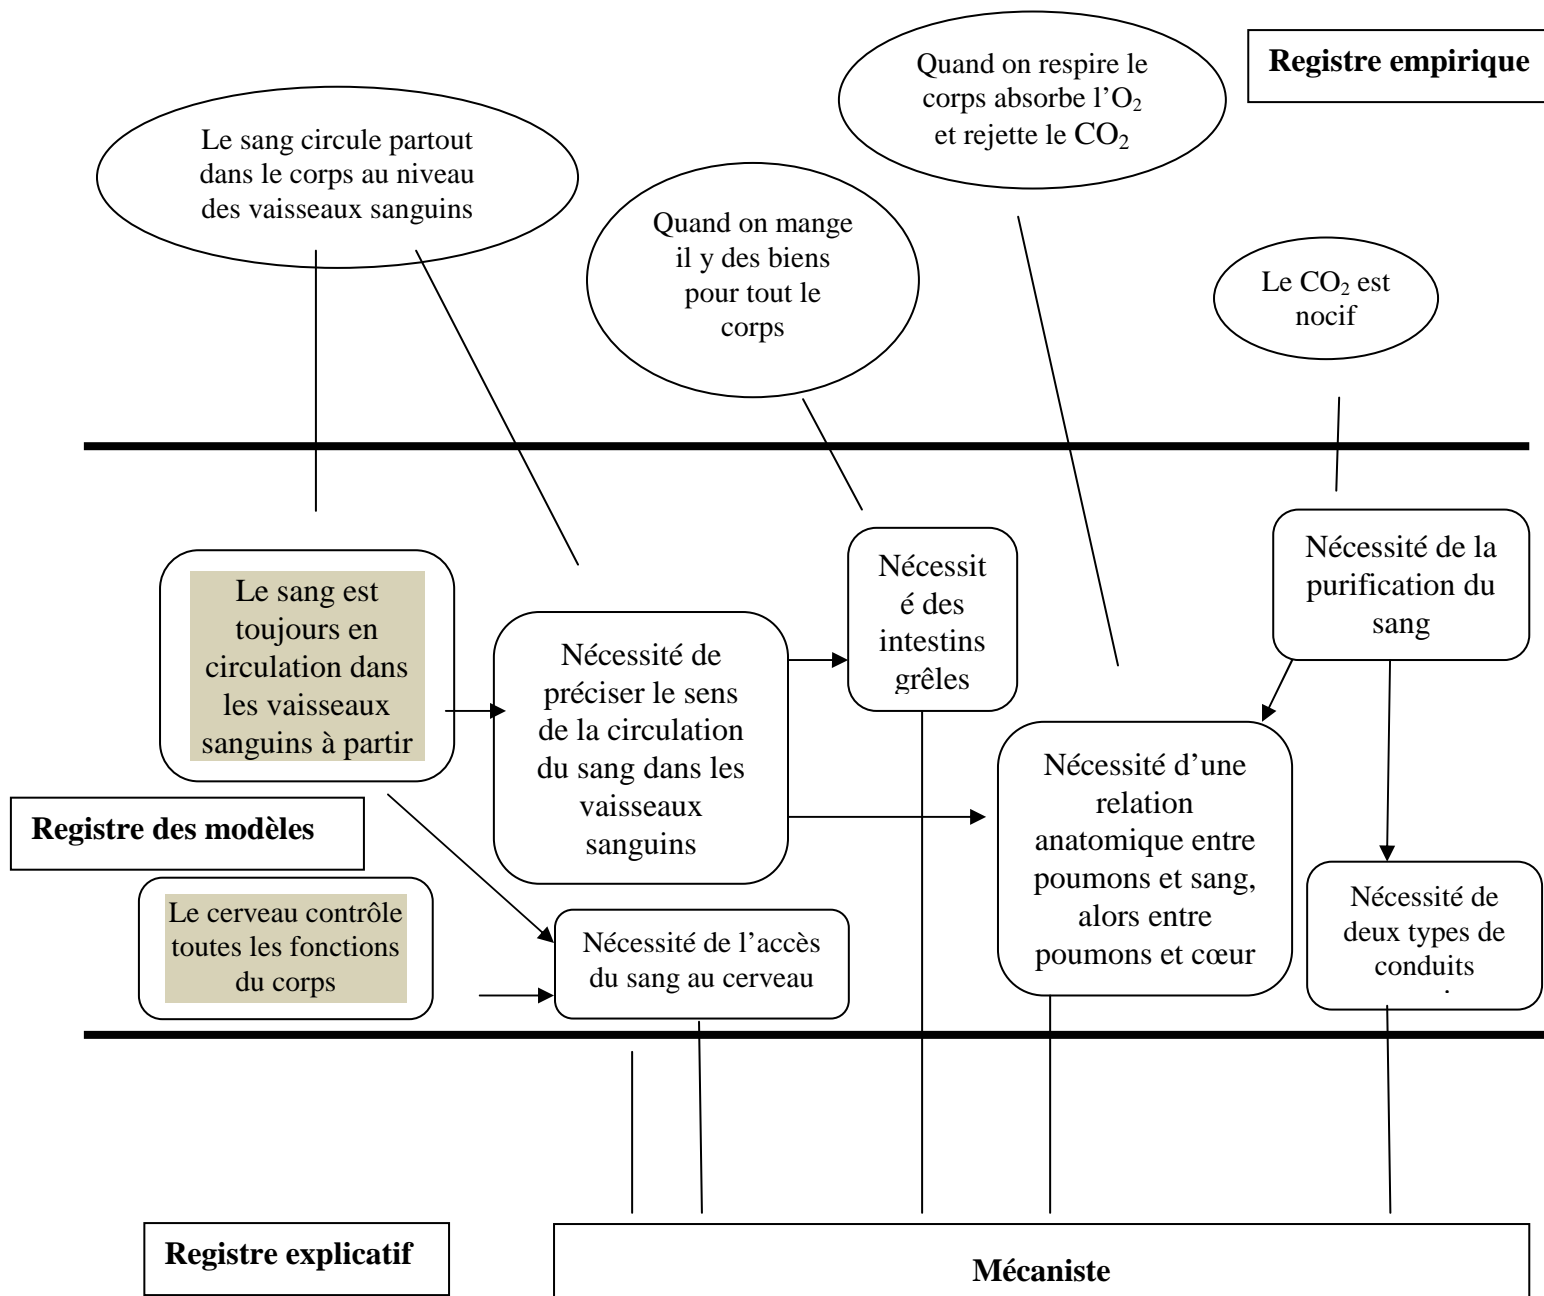 Quand on respire le
corps absorbe l'O₂
et rejette le CO₂
Registre empirique
Le sang circule partout
dans le corps au niveau
des vaisseaux sanguins
Quand on mange
il y des biens
pour tout le
corps
Le CO₂ est
nocif
Le sang est
toujours en
circulation dans
les vaisseaux
sanguins à partir
Nécessité de
préciser le sens
de la circulation
du sang dans les
vaisseaux
sanguins
Nécessit
é des
intestins
grêles
Nécessité de la
purification du
sang
Nécessité d'une
relation
anatomique entre
poumons et sang,
alors entre
poumons et cœur
Registre des modèles
Le cerveau contrôle
toutes les fonctions
du corps
Nécessité de l'accès
du sang au cerveau
Nécessité de
deux types de
conduits
Registre explicatif
Mécaniste